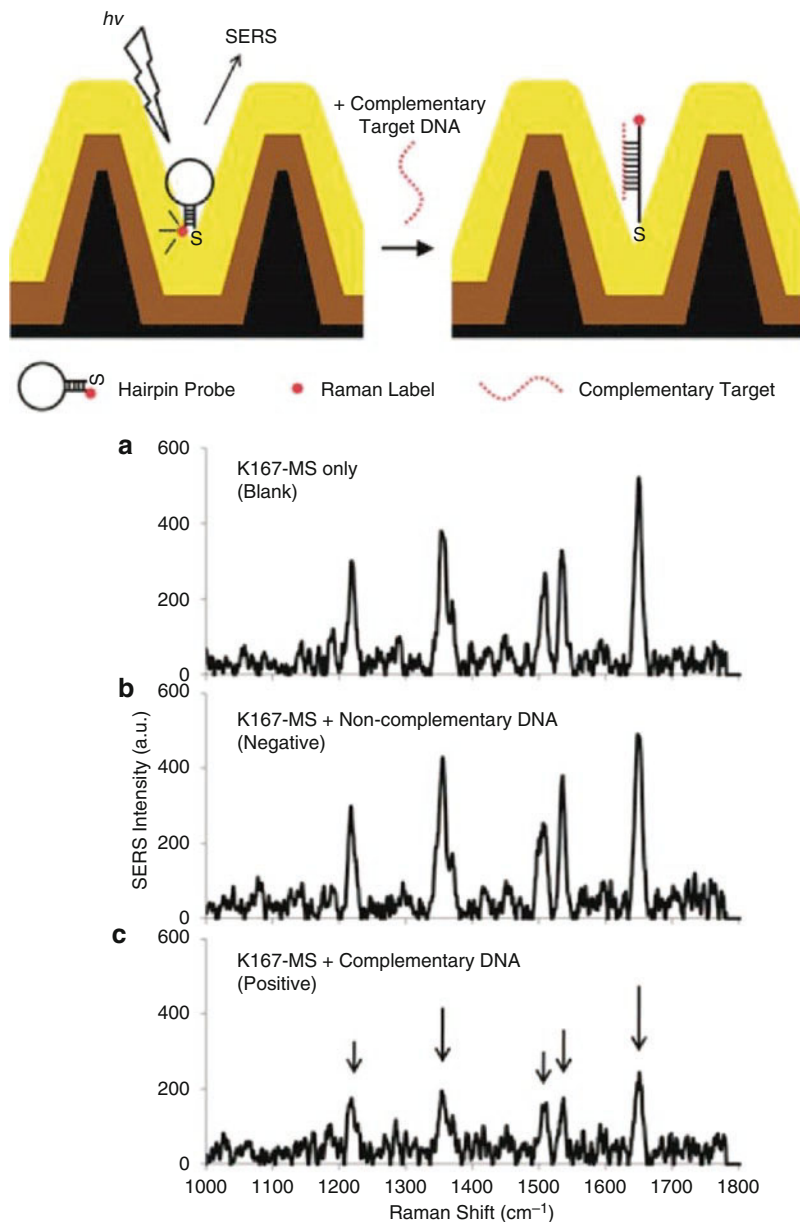 hv
SERS
+ Complementary
Target DNA
S
S
S
Hairpin Probe
Raman Label
Complementary Target
a
600
400
200
0
K167-MS only
(Blank)
b
600
400
200
0
K167-MS + Non-complementary DNA
(Negative)
SERS Intensity (a.u.)
c
600
400
200
0
K167-MS + Complementary DNA
(Positive)
1000 1100 1200 1300 1400 1500 1600 1700 1800
Raman Shift (cm⁻¹)